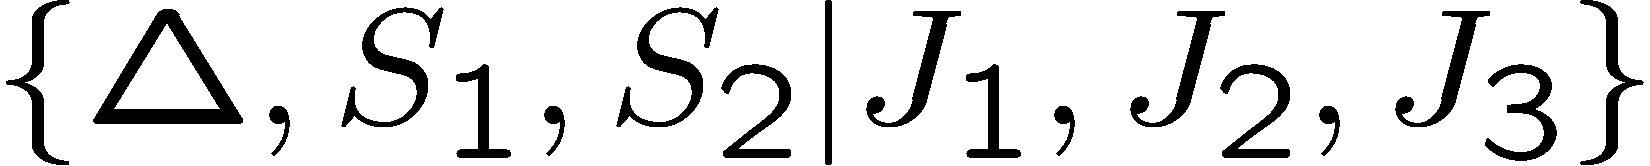 {△, S₁, S₂|J₁, J₂, J₃}